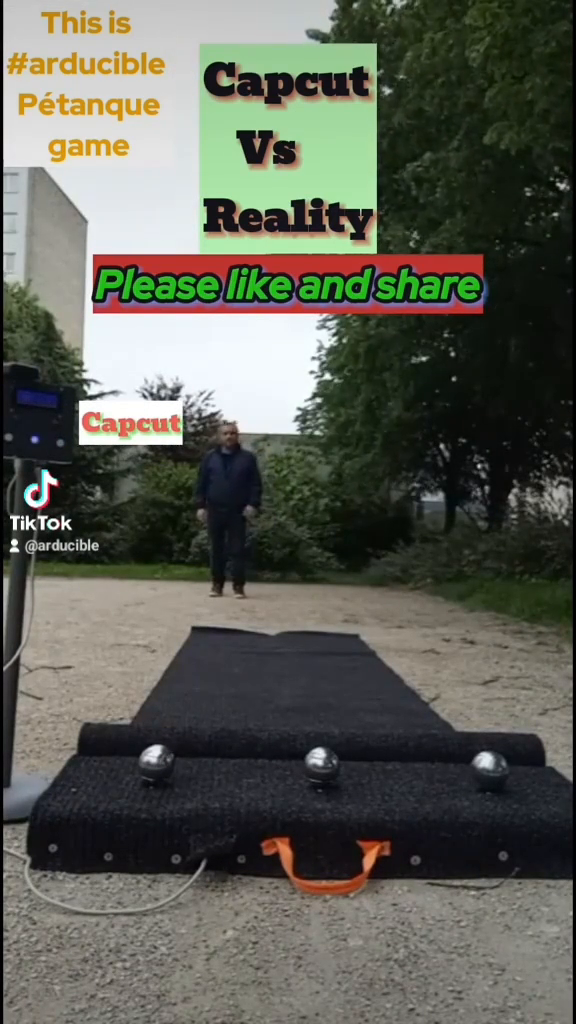 This is
#arducible
Pétanque
game
Capcut
Vs
Reality
Please like and share
Capcut
TikTok
@arducible